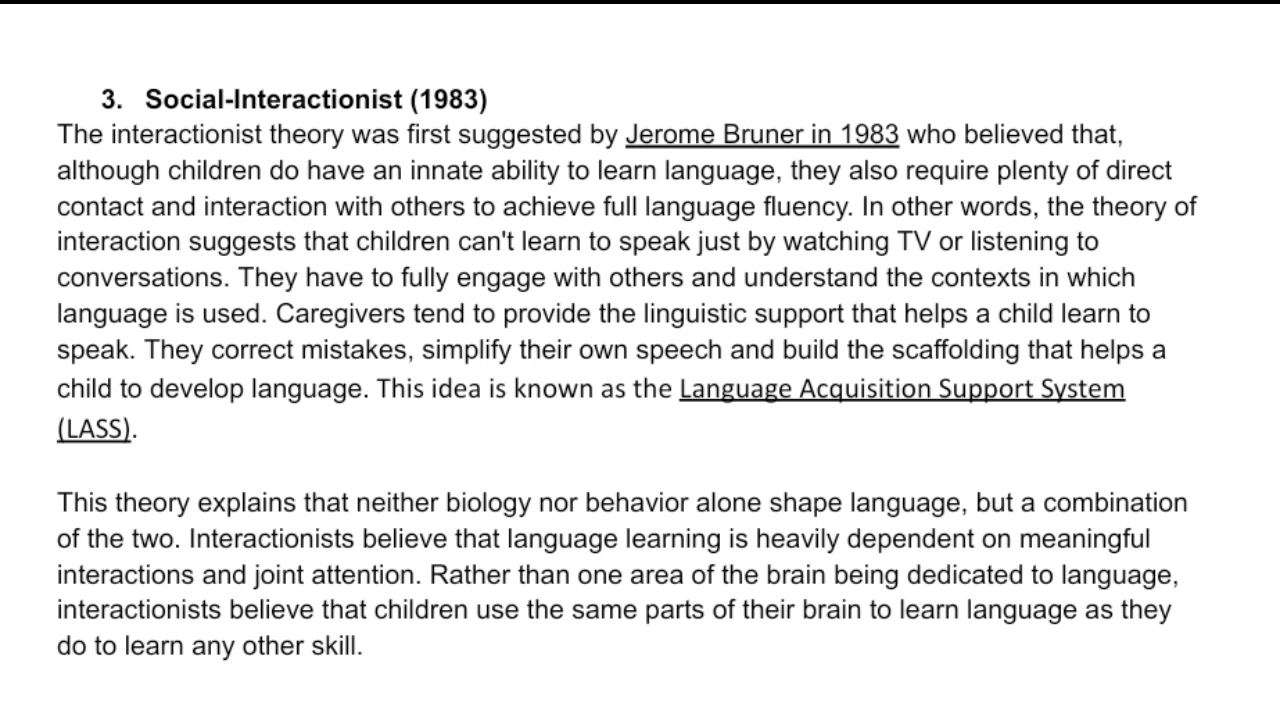 3. Social-Interactionist (1983)
The interactionist theory was first suggested by Jerome Bruner in 1983 who believed that,
although children do have an innate ability to learn language, they also require plenty of direct
contact and interaction with others to achieve full language fluency. In other words, the theory of
interaction suggests that children can't learn to speak just by watching TV or listening to
conversations. They have to fully engage with others and understand the contexts in which
language is used. Caregivers tend to provide the linguistic support that helps a child learn to
speak. They correct mistakes, simplify their own speech and build the scaffolding that helps a
child to develop language. This idea is known as the Language Acquisition Support System
(LASS).
This theory explains that neither biology nor behavior alone shape language, but a combination
of the two. Interactionists believe that language learning is heavily dependent on meaningful
interactions and joint attention. Rather than one area of the brain being dedicated to language,
interactionists believe that children use the same parts of their brain to learn language as they
do to learn any other skill.